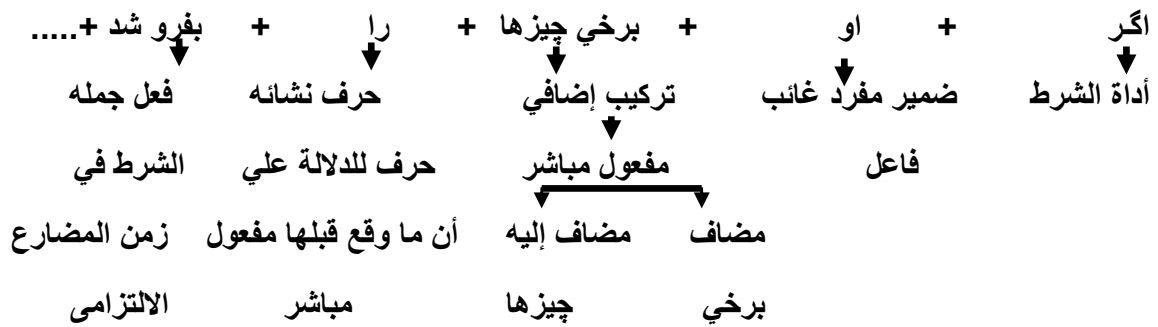 اگر + او + برخي چيزها + را + بفرو شد +.....
أداة الشرط ضمير مفرد غائب تركيب إضافي حرف نشائه فعل جمله
فاعل مفعول مباشر حرف للدلالة علي الشرط في
مضاف مضاف إليه أن ما وقع قبلها مفعول زمن المضارع
برخي چيزها مباشر الالتزامى